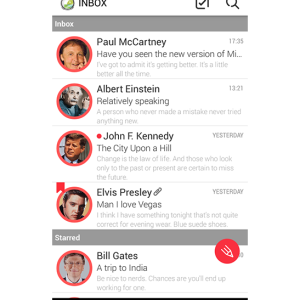 INBOX
Inbox
Paul McCartney 17:35
Have you seen the new version of Mi...
I've got to admit it's getting better. It's a little
better all the time.
Albert Einstein 13:21
Relatively speaking
A person who never made a mistake never tried
anything new.
John F. Kennedy YESTERDAY
The City Upon a Hill
Change is the law of life. And those who look
only to the past or present are certain to miss
the future.
Elvis Presley YESTERDAY
Man I love Vegas
I think I have something tonight that's not quite
correct for evening wear. Blue suede shoes.
Starred
Bill Gates
A trip to India
Be nice to nerds. Chances are you'll end up
working for one.